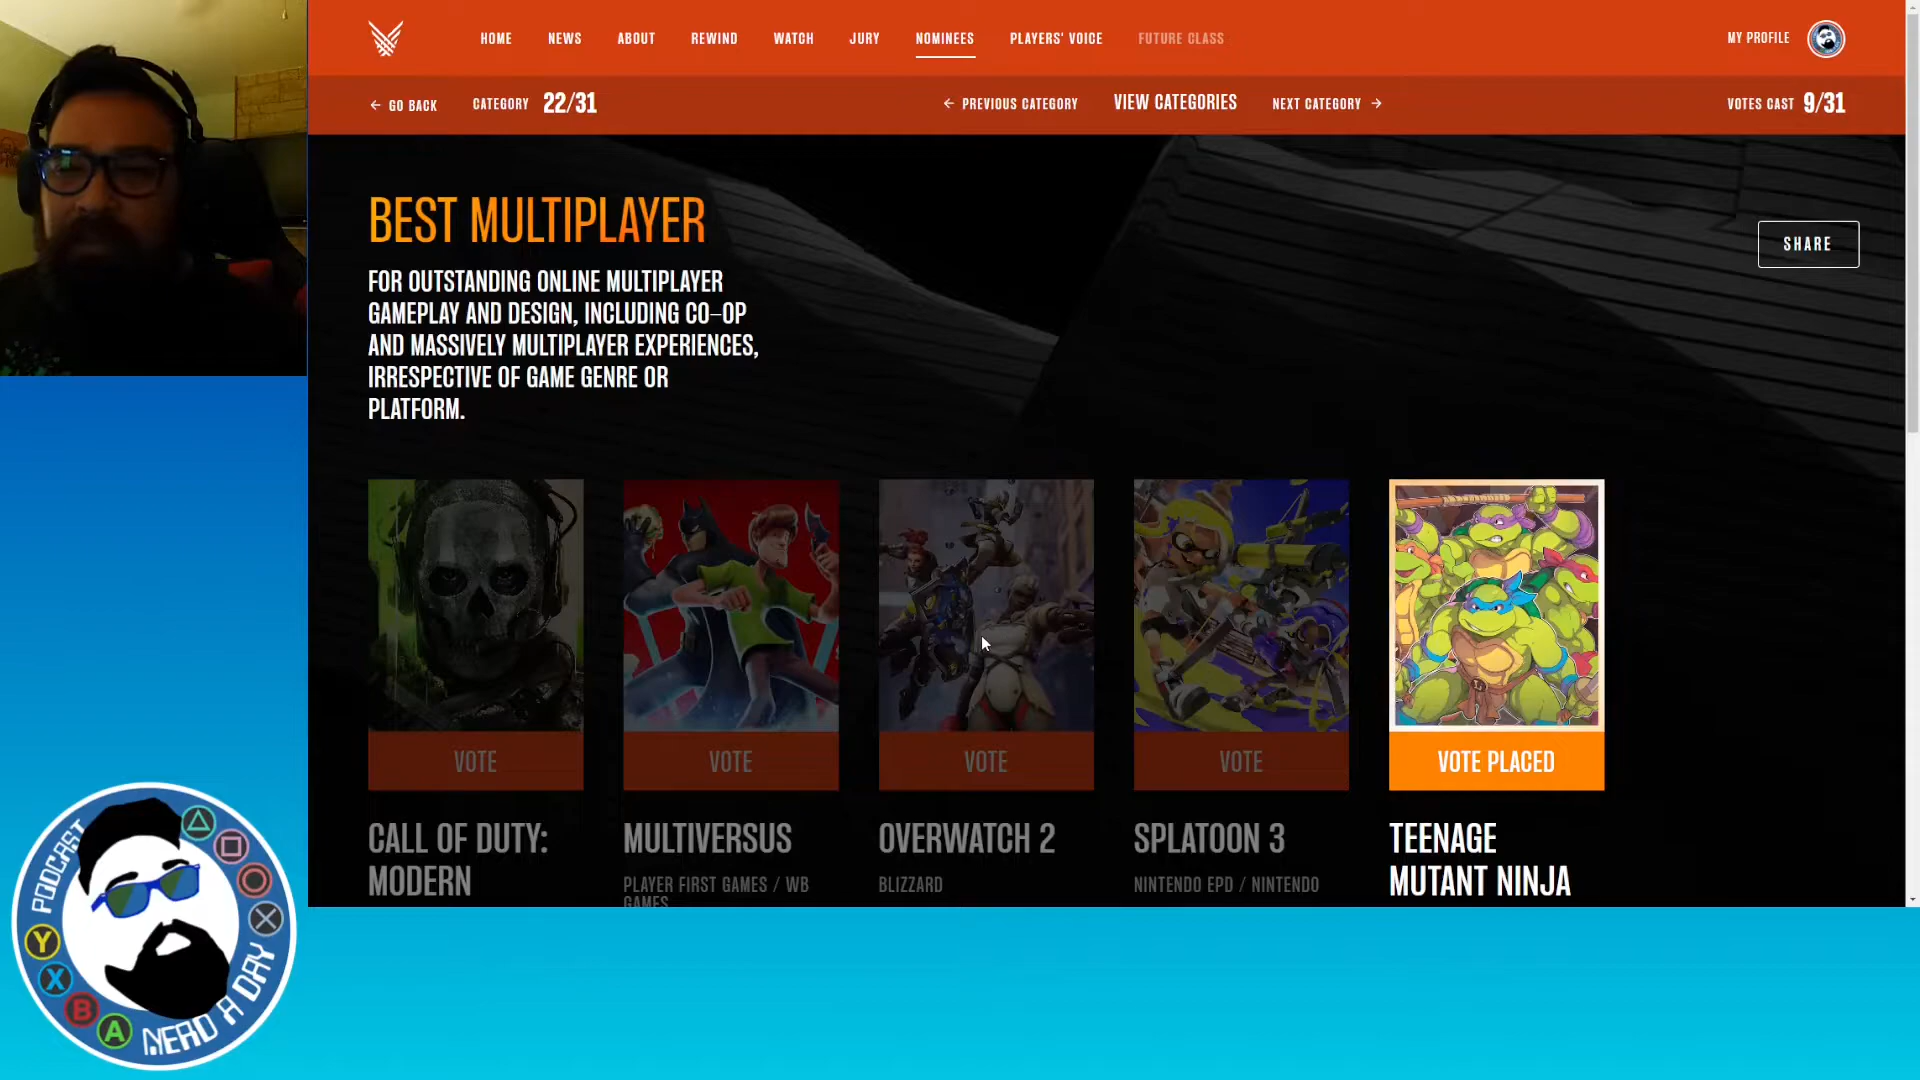 HOME NEWS ABOUT REWIND WATCH JURY NOMINEES PLAYERS' VOICE FUTURE CLASS MY PROFILE
← GO BACK CATEGORY 22/31 ← PREVIOUS CATEGORY VIEW CATEGORIES NEXT CATEGORY → VOTES CAST 9/31
BEST MULTIPLAYER
SHARE
FOR OUTSTANDING ONLINE MULTIPLAYER
GAMEPLAY AND DESIGN, INCLUDING CO-OP
AND MASSIVELY MULTIPLAYER EXPERIENCES,
IRRESPECTIVE OF GAME GENRE OR
PLATFORM.
VOTE VOTE VOTE VOTE VOTE PLACED
CALL OF DUTY:
MODERN
MULTIVERSUS
PLAYER FIRST GAMES / WB
GAMES
OVERWATCH 2
BLIZZARD
SPLATOON 3
NINTENDO EPD / NINTENDO
TEENAGE
MUTANT NINJA
PODCAST
Y X B A
NERD A DAY